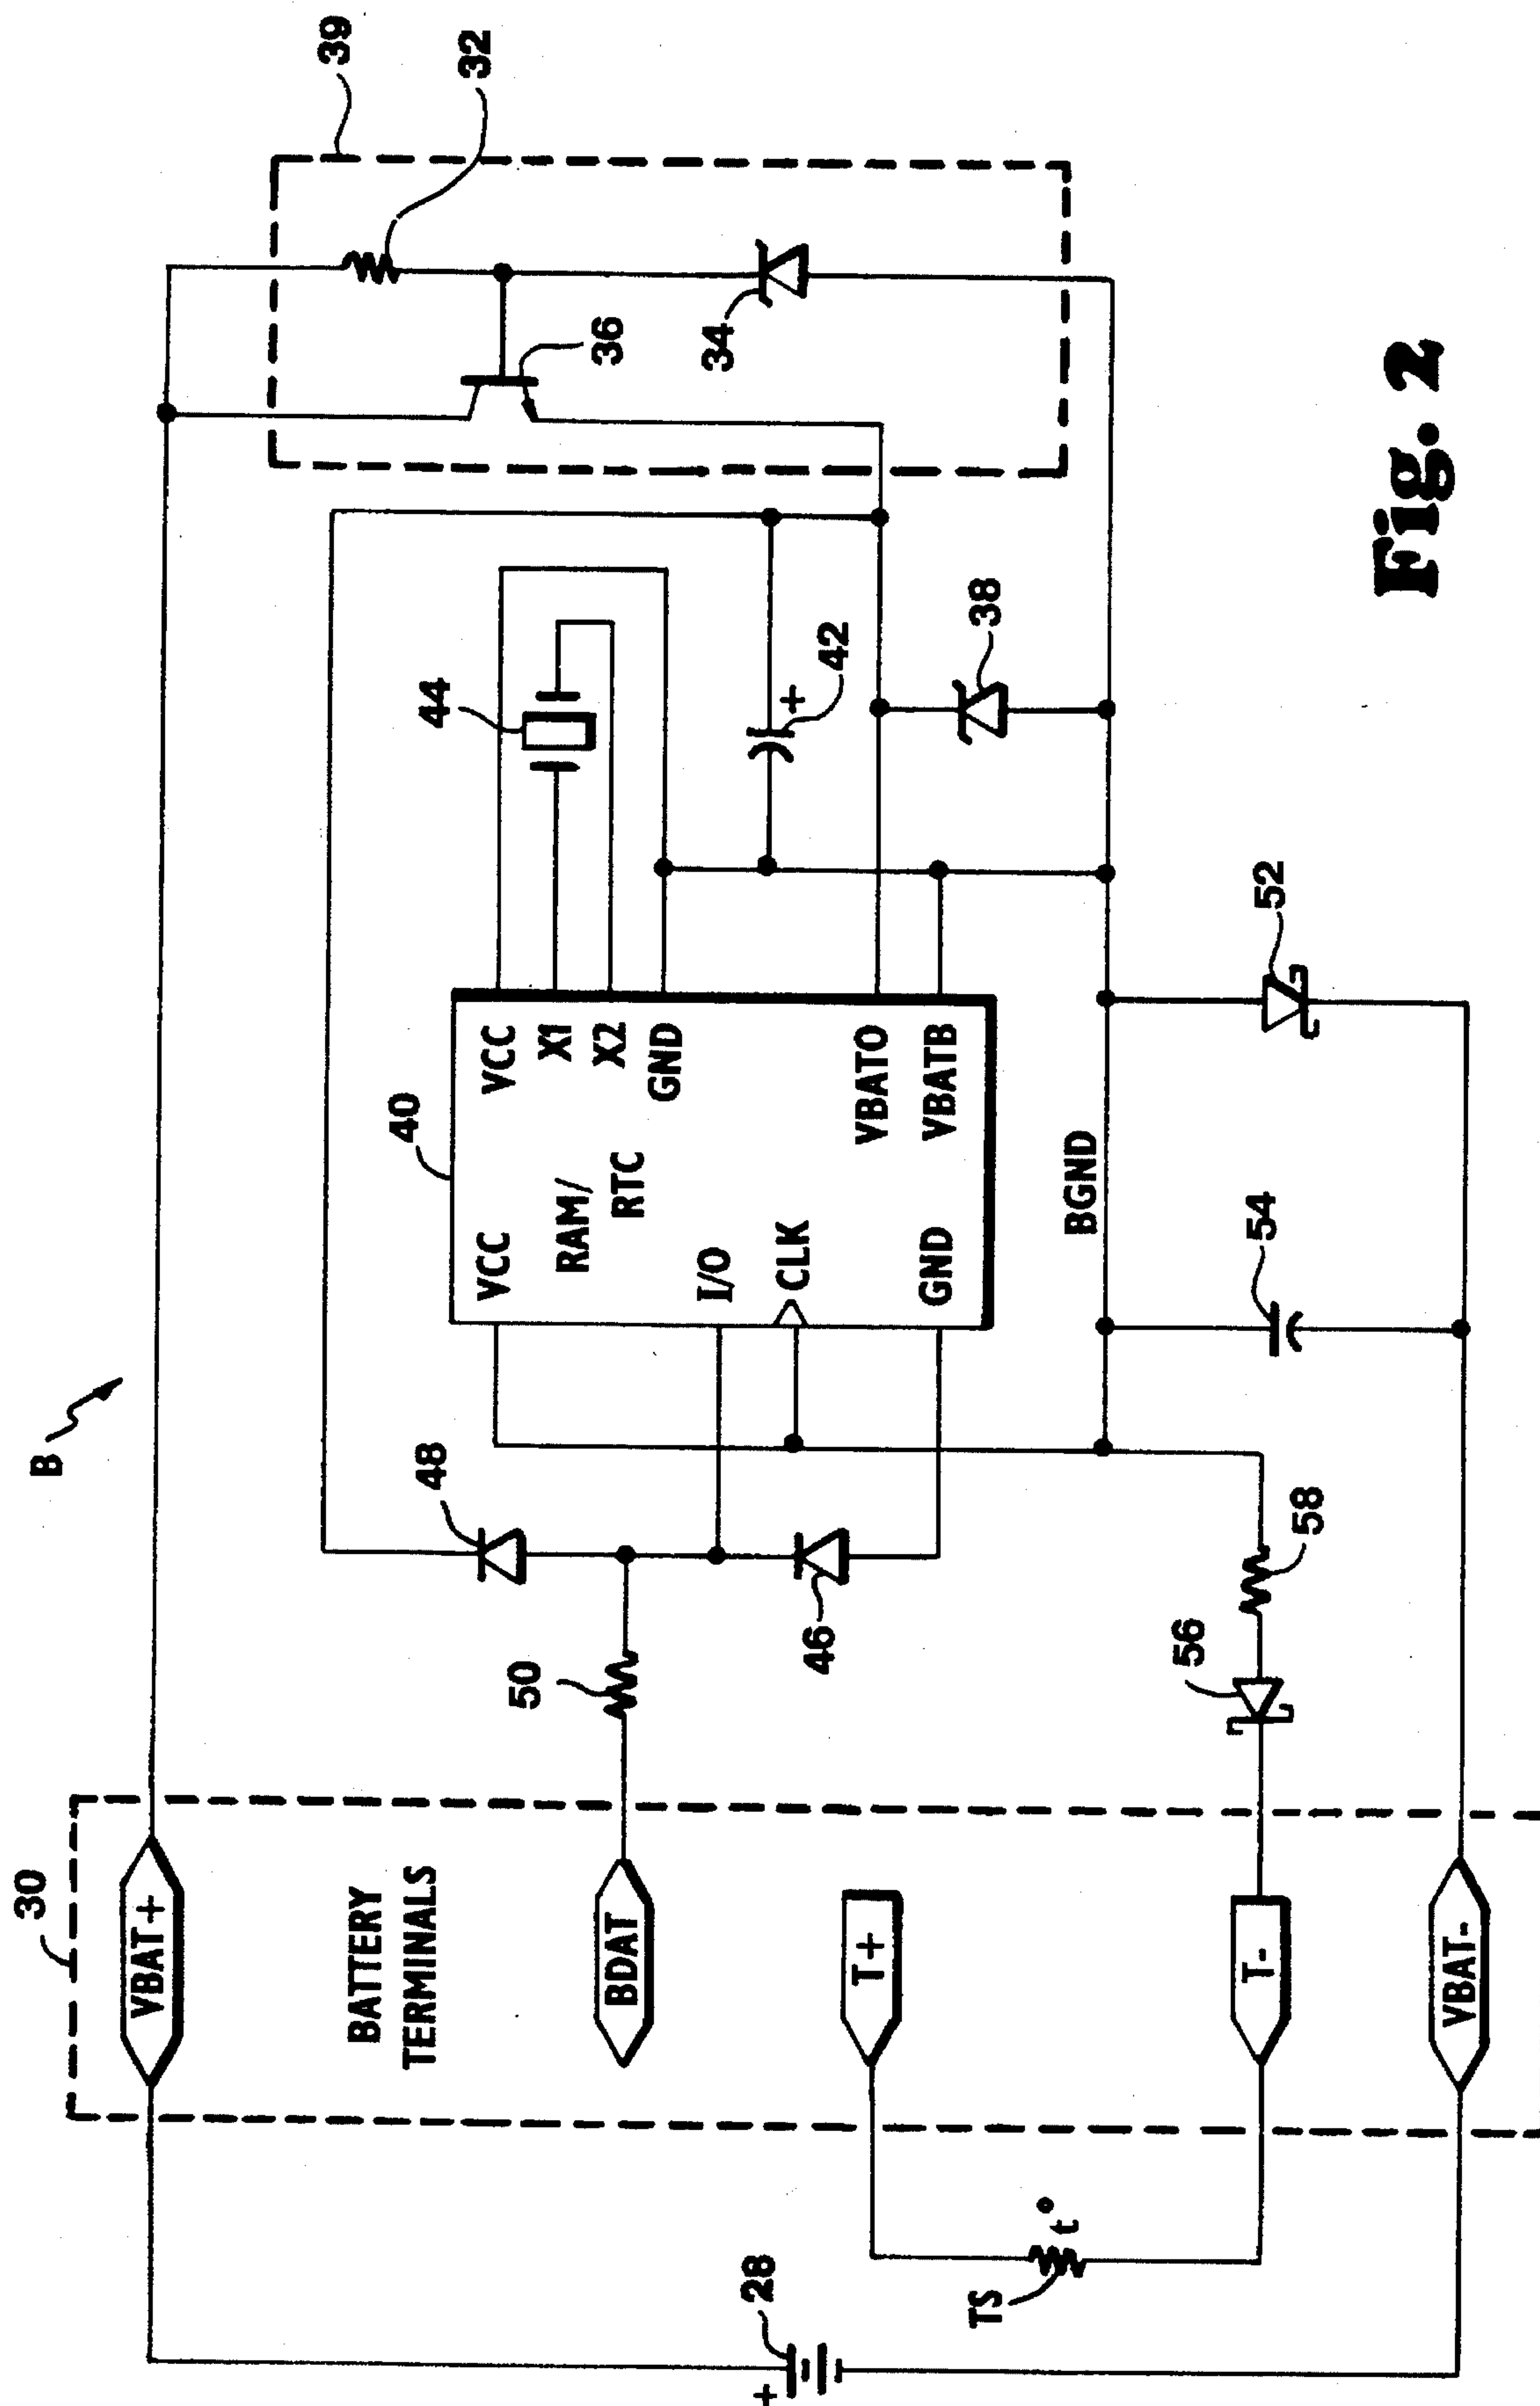 B
30
VBAT+
BATTERY
TERMINALS
BDAT
T+
T-
VBAT-
+
28
TS
t°
50
48
46
56
58
40
VCC
RAM/
RTC
I/O
CLK
GND
VCC
X1
X2
GND
VBATO
VBATB
BGND
54
52
44
42
+
38
36
34
32
39
Fig. 2